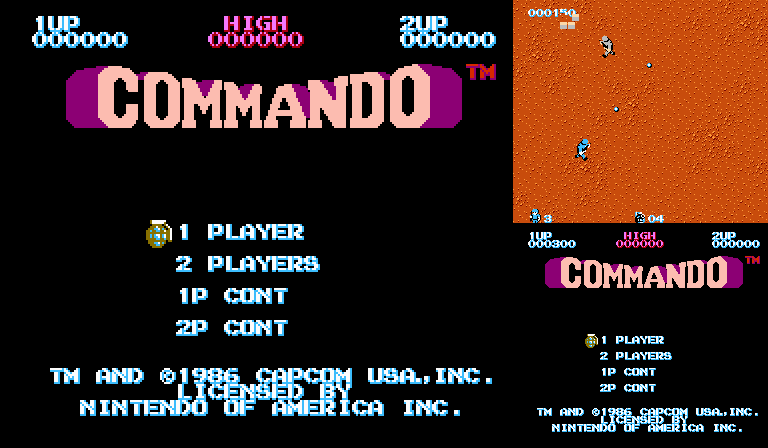 1UP HIGH 2UP
000000 000000 000000
COMMANDO TM
1 PLAYER
2 PLAYERS
1P CONT
2P CONT
TM AND ©1986 CAPCOM USA.,INC.
LICENSED BY
NINTENDO OF AMERICA INC.
000150
3 04
1UP HIGH 2UP
000300 000000 000000
COMMANDO TM
1 PLAYER
2 PLAYERS
1P CONT
2P CONT
TM AND ©1986 CAPCOM USA.,INC.
LICENSED BY
NINTENDO OF AMERICA INC.